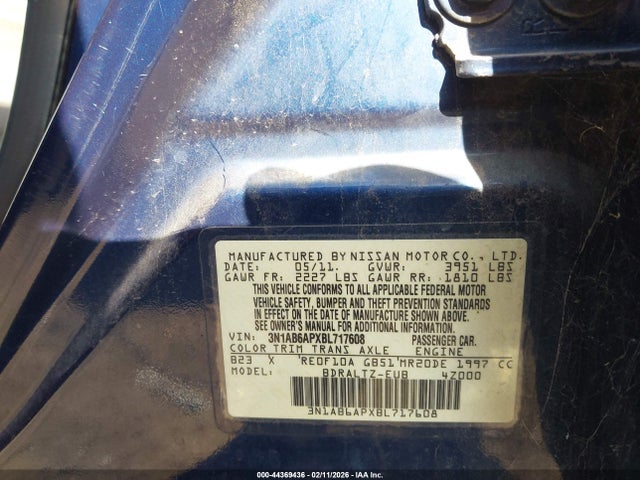 MANUFACTURED BY NISSAN MOTOR CO., LTD.
DATE: 05/11. GVWR: 3951 LBS
GAWR FR: 2227 LBS GAWR RR: 1810 LBS
THIS VEHICLE CONFORMS TO ALL APPLICABLE FEDERAL MOTOR
VEHICLE SAFETY, BUMPER AND THEFT PREVENTION STANDARDS
IN EFFECT ON THE DATE OF MANUFACTURE SHOWN ABOVE.
SEE OWNER'S MANUAL FOR ADDITIONAL INFORMATION.
VIN: 3N1AB6APXBL717608 PASSENGER CAR.
COLOR TRIM TRANS AXLE ENGINE
B23 X RE0F10A GB51 MR20DE 1997 CC
MODEL: BDRALTZ-EUB 4Z000
3N1AB6APXBL717608
000-44369436 - 02/11/2026 - IAA Inc.